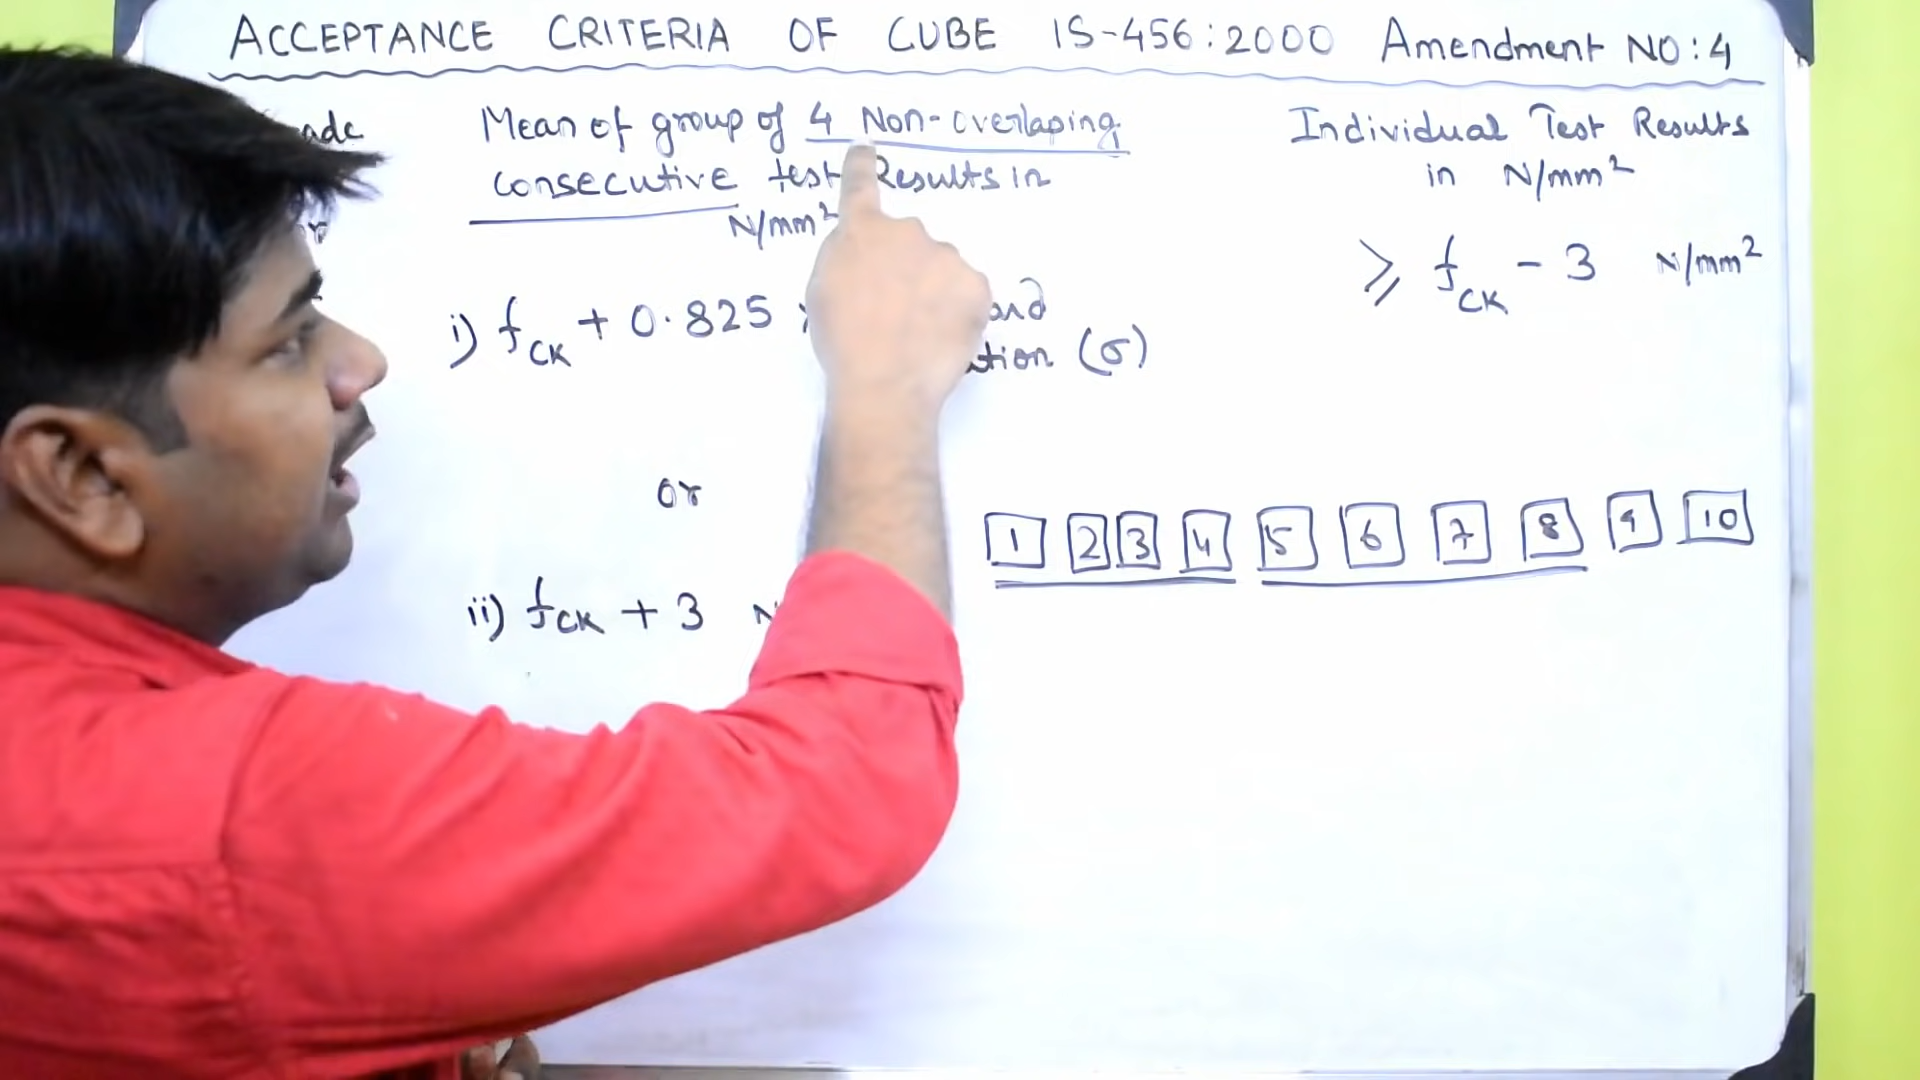 ACCEPTANCE CRITERIA OF CUBE IS-456:2000 Amendment NO:4
Mean of group of 4 Non-overlaping
consecutive test Results in
N/mm²
Individual Test Results
in N/mm²
≥ fCK - 3 N/mm²
i) fCK + 0.825
(σ)
or
1 2 3 4 5 6 7 8 9 10
ii) fCK + 3